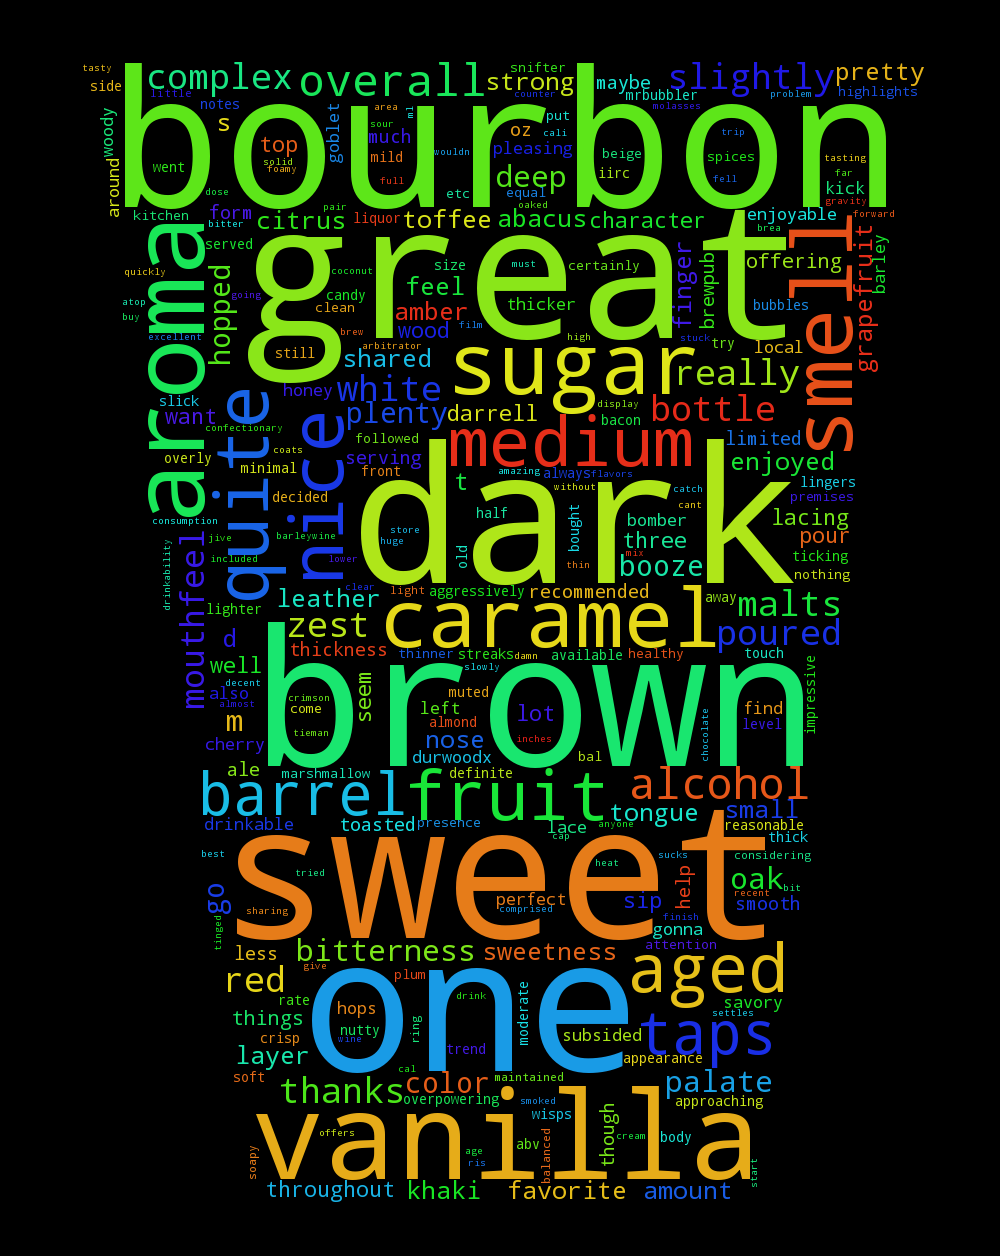 tasty
complex
overall
strong
snifter
maybe
slightly
pretty
side
little
counter
mrbubbler
problem
highlights
bourbon
woody
notes
s
goblet
area
ml
oz
put
molasses
top
sour
much
cali
trip
went
solid
foamy
mild
wouldn
pleasing
beige
spices
tasting
around
full
deep
iirc
fell
far
kick
dose
etc
equal
gravity
kitchen
form
pair
oaked
bitter
citrus
liquor
toffee
abacus
character
enjoyable
forward
brea
aroma
served
great
smell
hopped
quickly
coconut
size
must
certainly
finger
brewpub
offering
grapefruit
barley
going
candy
clean
feel
thicker
atop
buy
amber
bubbles
excellent
brew
wood
film
high
stuck
still
arbitrator
try
local
shared
sugar
really
slick
honey
white
display
want
plenty
darrell
bacon
bottle
confectionary
quite
nice
followed
medium
limited
overly
coats
serving
minimal
front
amazing
always
flavors
enjoyed
lingers
decided
t
without
catch
premises
dark
half
cant
consumption
bomber
lacing
jive
barleywine
store
huge
old
bought
three
pour
drinkability
included
lower
mix
ticking
thin
booze
nothing
mouthfeel
clear
light
aggressively
recommended
away
lighter
leather
caramel
malts
d
zest
poured
thickness
thinner
streaks
damn
available
healthy
touch
well
decent
slowly
impressive
brown
also
almost
crimson
come
seem
muted
left
lot
find
m
tieman
almond
level
cherry
nose
inches
chocolate
durwoodx
bal
ale
marshmallow
definite
barrel
fruit
alcohol
tongue
small
drinkable
toasted
presence
lace
anyone
reasonable
cap
thick
best
sweet
sucks
considering
tried
heat
oak
bit
go
help
recent
perfect
sip
smooth
sharing
comprised
finish
tinged
gonna
less
bitterness
sweetness
attention
give
aged
red
plum
savory
rate
one
drink
moderate
settles
things
hops
crisp
nutty
wine
ring
trend
subsided
taps
layer
appearance
soft
cal
maintained
thanks
color
palate
overpowering
smoked
approaching
wisps
vanilla
offers
though
cream
body
abv
soapy
age
ris
balanced
start
throughout
khaki
favorite
amount